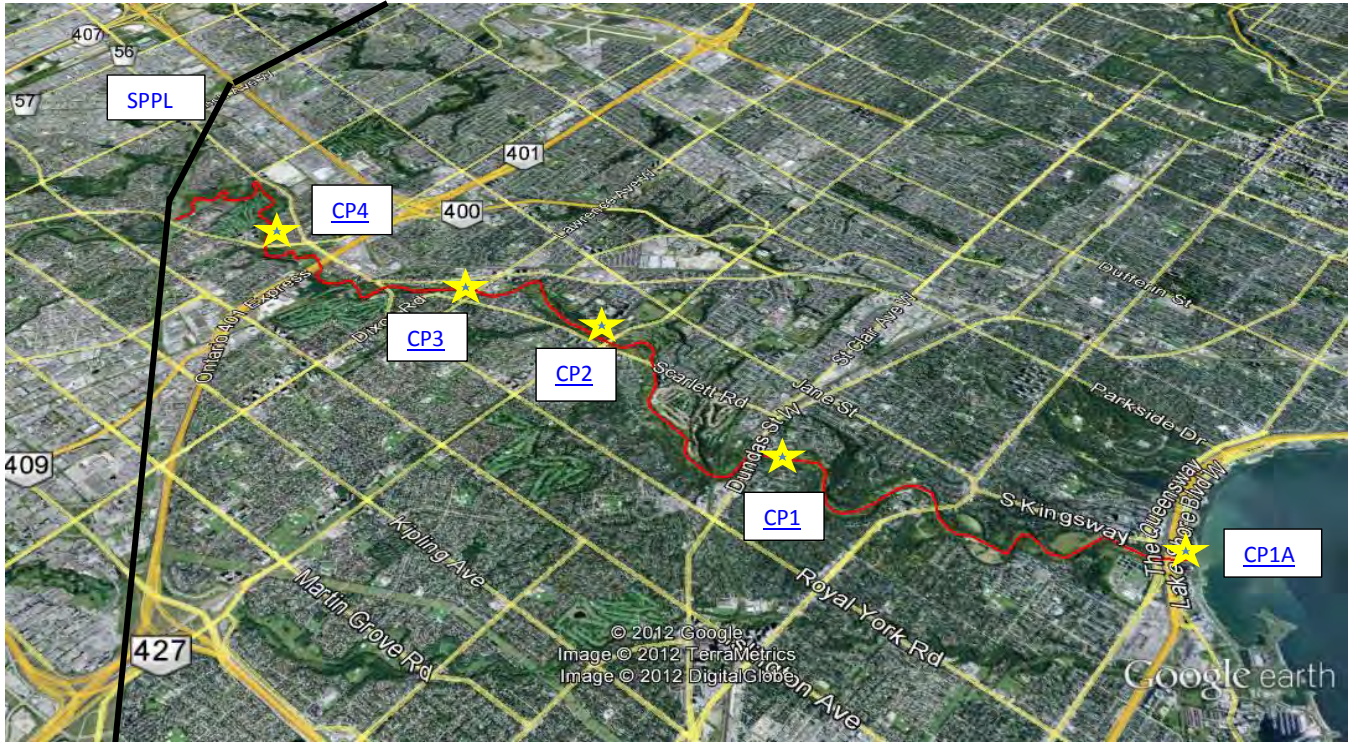 407
56
57
SPPL
401
CP4
400
Lawrence Ave W
Ontario 401 Express
Dixon Rd
CP3
CP2
Scarlett Rd
St Clair Ave W
Dufferin St
Jane St
Parkside Dr
Dundas St W
409
CP1
S Kingsway
The Queensway
Lake Shore Blvd W
CP1A
Kipling Ave
Martin Grove Rd
Royal York Rd
427
© 2012 Google
Image © 2012 TerraMetrics
Image © 2012 DigitalGlobe
Ave
Google earth